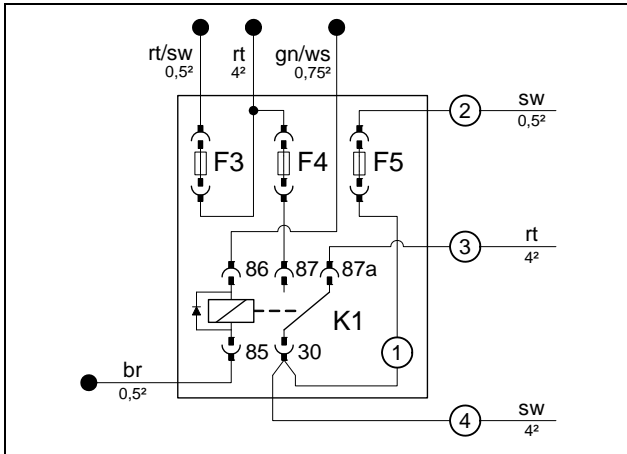 rt/sw rt gn/ws
0,5² 4² 0,75²
2 sw
0,5²
F3 F4 F5
3 rt
4²
86 87 87a
K1
85 30 1
br
0,5²
4 sw
4²